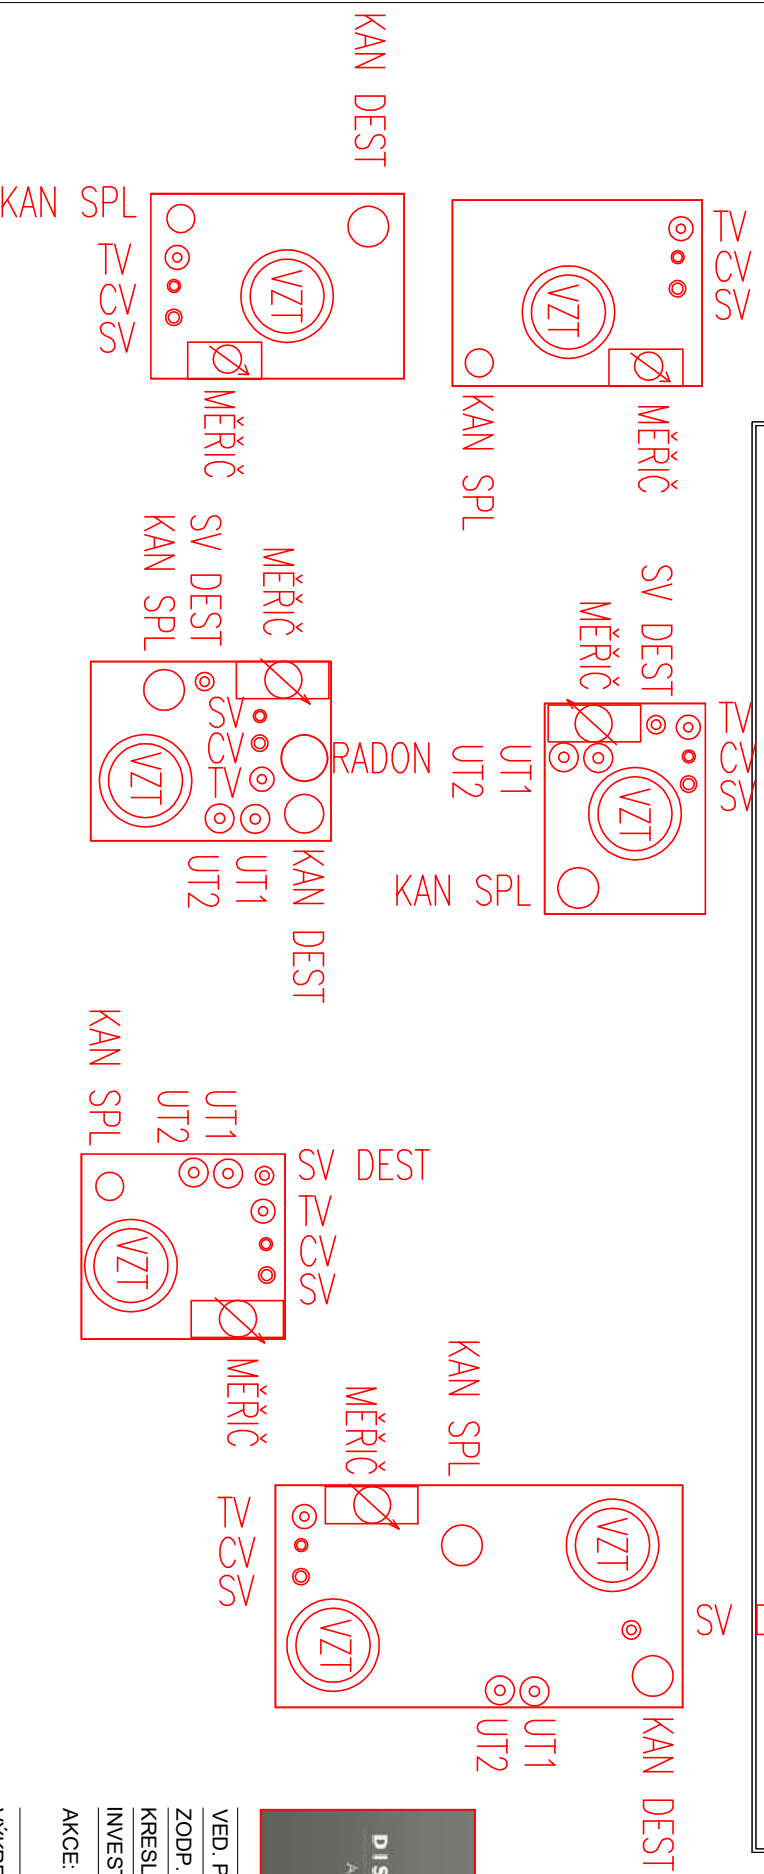 KAN DEST
KAN SPL
TV
CV
SV
VZT
MĚŘIČ
TV
CV
SV
VZT
MĚŘIČ
KAN SPL
SV DEST
KAN SPL
MĚŘIČ
SV
CV
TV
VZT
RADON
UT1
UT2
KAN DEST
SV DEST
MĚŘIČ
TV
CV
SV
UT1
UT2
VZT
KAN SPL
KAN SPL
UT1
UT2
SV DEST
TV
CV
SV
VZT
MĚŘIČ
KAN SPL
MĚŘIČ
TV
CV
SV
VZT
VZT
SV
UT1
UT2
KAN DEST
DIS
VED. P
ZODP.
KRESL
INVEST
AKCE: